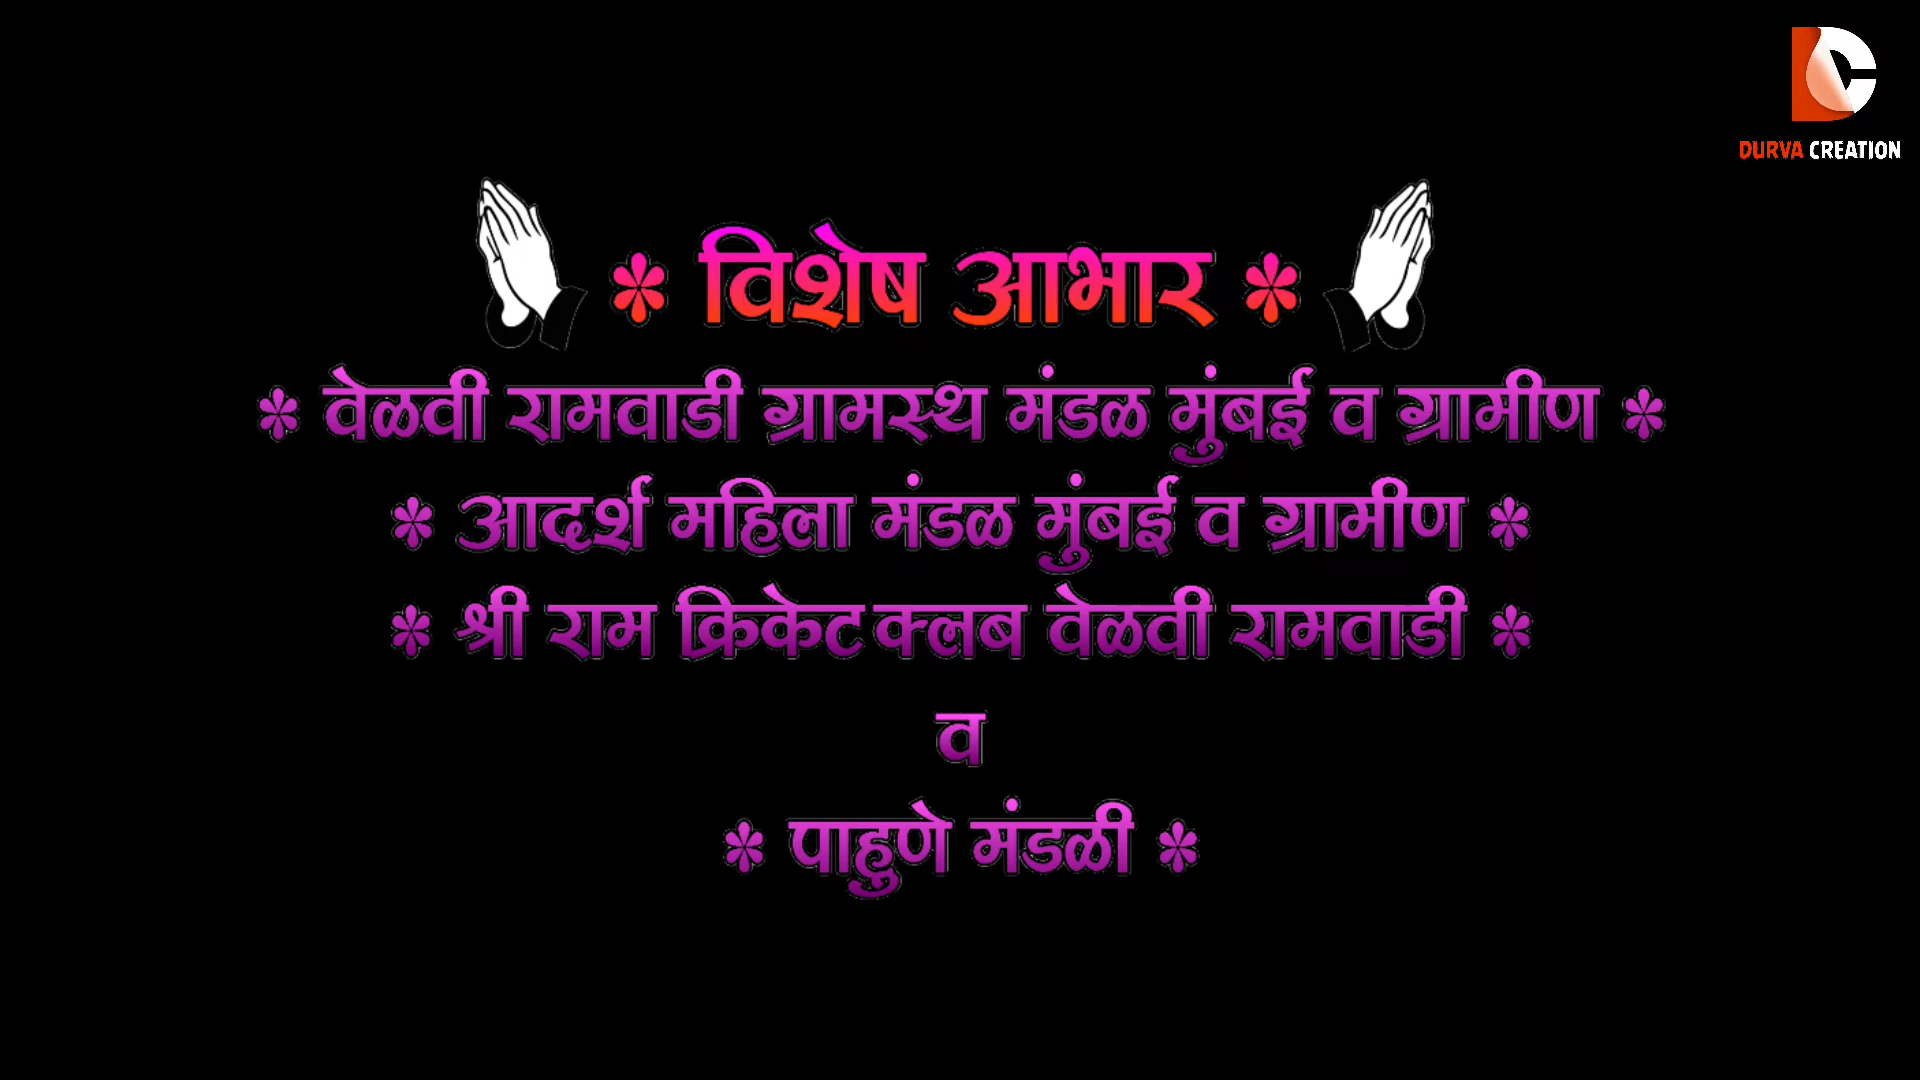 DURVA CREATION
* विशेष आभार *
* वेळवी रामवाडी ग्रामस्थ मंडळ मुंबई व ग्रामीण *
* आदर्श महिला मंडळ मुंबई व ग्रामीण *
* श्री राम क्रिकेट क्लब वेळवी रामवाडी *
व
* पाहुणे मंडळी *